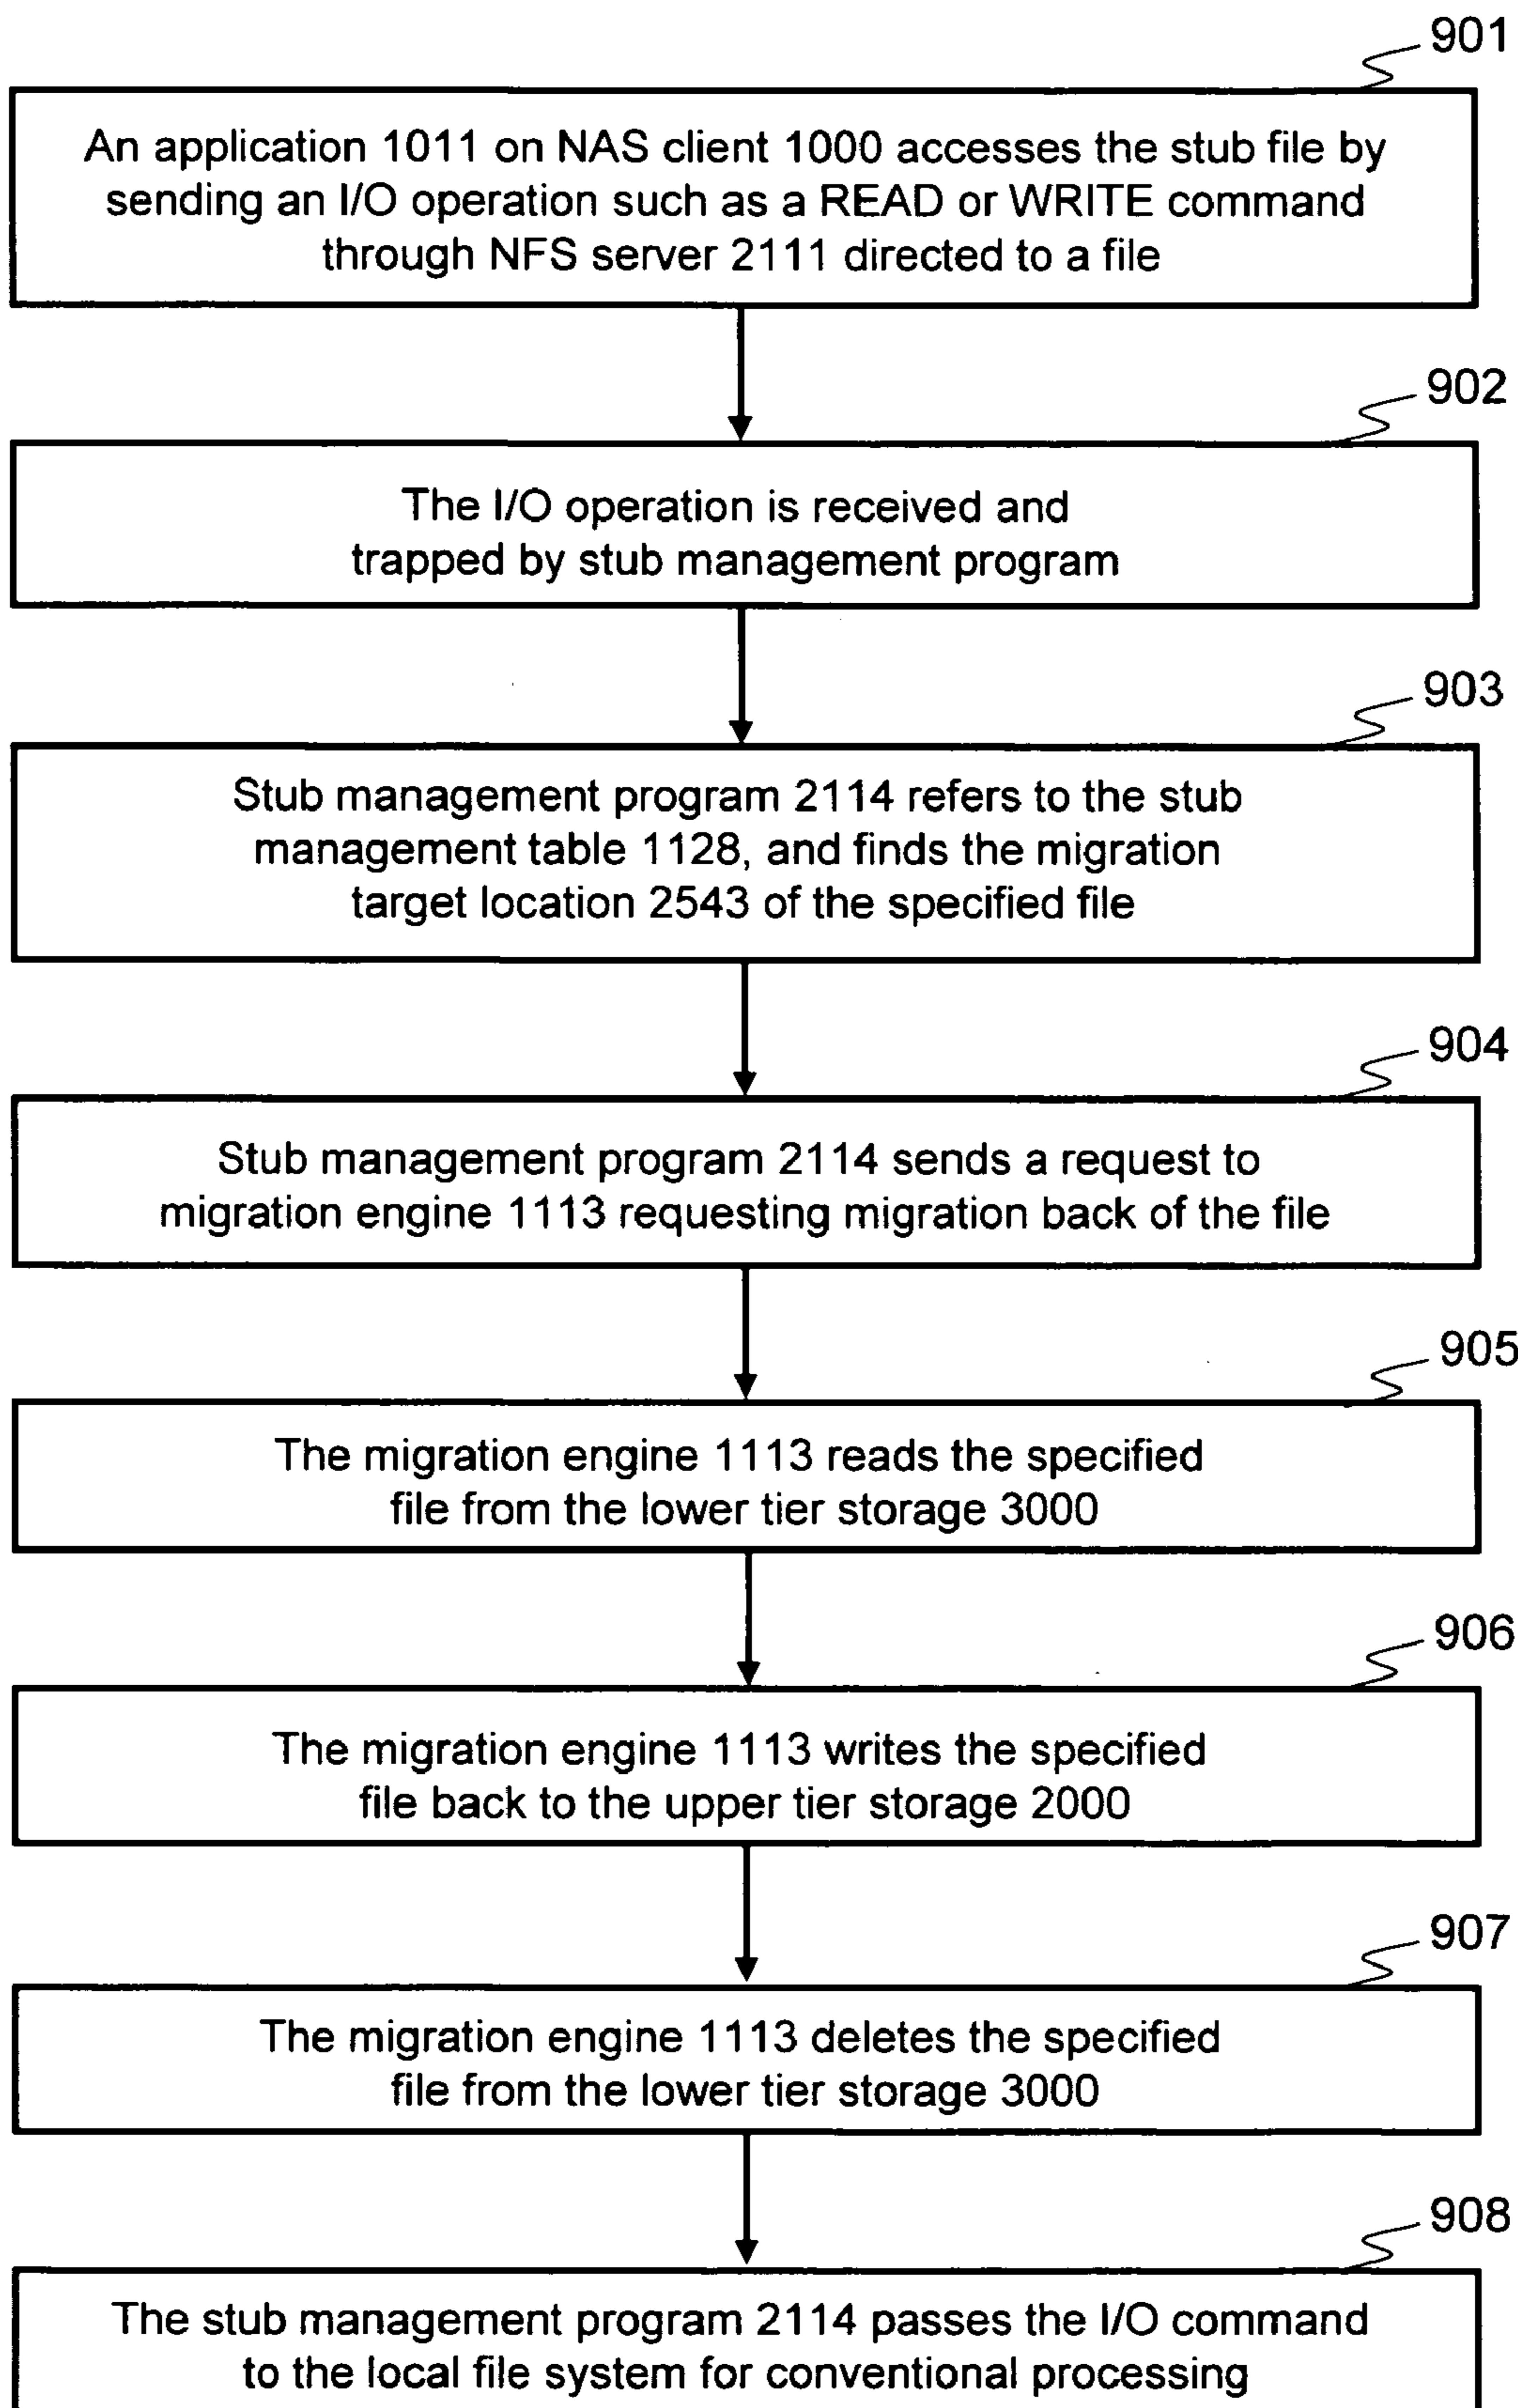 901
An application 1011 on NAS client 1000 accesses the stub file by
sending an I/O operation such as a READ or WRITE command
through NFS server 2111 directed to a file
902
The I/O operation is received and
trapped by stub management program
903
Stub management program 2114 refers to the stub
management table 1128, and finds the migration
target location 2543 of the specified file
904
Stub management program 2114 sends a request to
migration engine 1113 requesting migration back of the file
905
The migration engine 1113 reads the specified
file from the lower tier storage 3000
906
The migration engine 1113 writes the specified
file back to the upper tier storage 2000
907
The migration engine 1113 deletes the specified
file from the lower tier storage 3000
908
The stub management program 2114 passes the I/O command
to the local file system for conventional processing